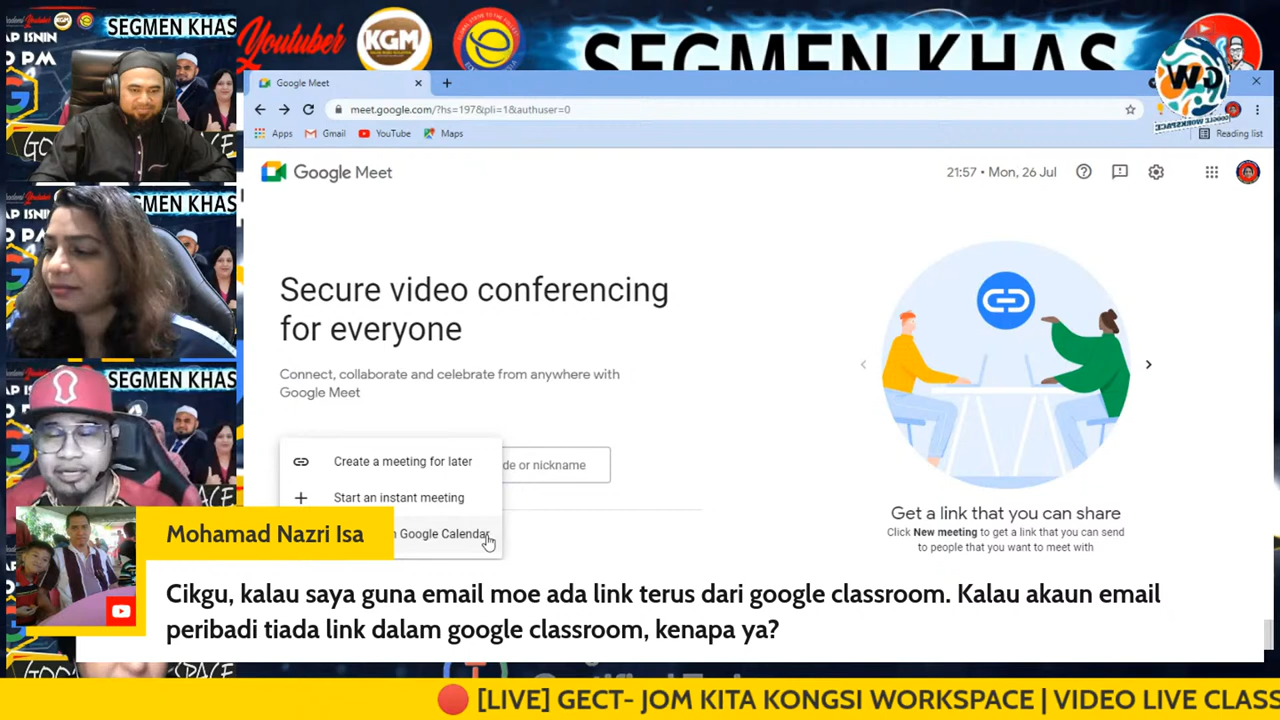 SEGMEN KHAS
Youtuber
KGM
SEGMEN KHAS
Google Meet
meet.google.com/?hs=197&pli=1&authuser=0
Apps
Gmail
YouTube
Maps
Reading list
WD
GOOGLE WORKSPACE
Google Meet
21:57 • Mon, 26 Jul
Secure video conferencing
for everyone
Connect, collaborate and celebrate from anywhere with
Google Meet
Create a meeting for later
de or nickname
Start an instant meeting
n Google Calendar
Get a link that you can share
Click New meeting to get a link that you can send
to people that you want to meet with
MEN KHAS
SEGMEN KHAS
Mohamad Nazri Isa
Cikgu, kalau saya guna email moe ada link terus dari google classroom. Kalau akaun email
peribadi tiada link dalam google classroom, kenapa ya?
[LIVE] GECT- JOM KITA KONGSI WORKSPACE | VIDEO LIVE CLASS